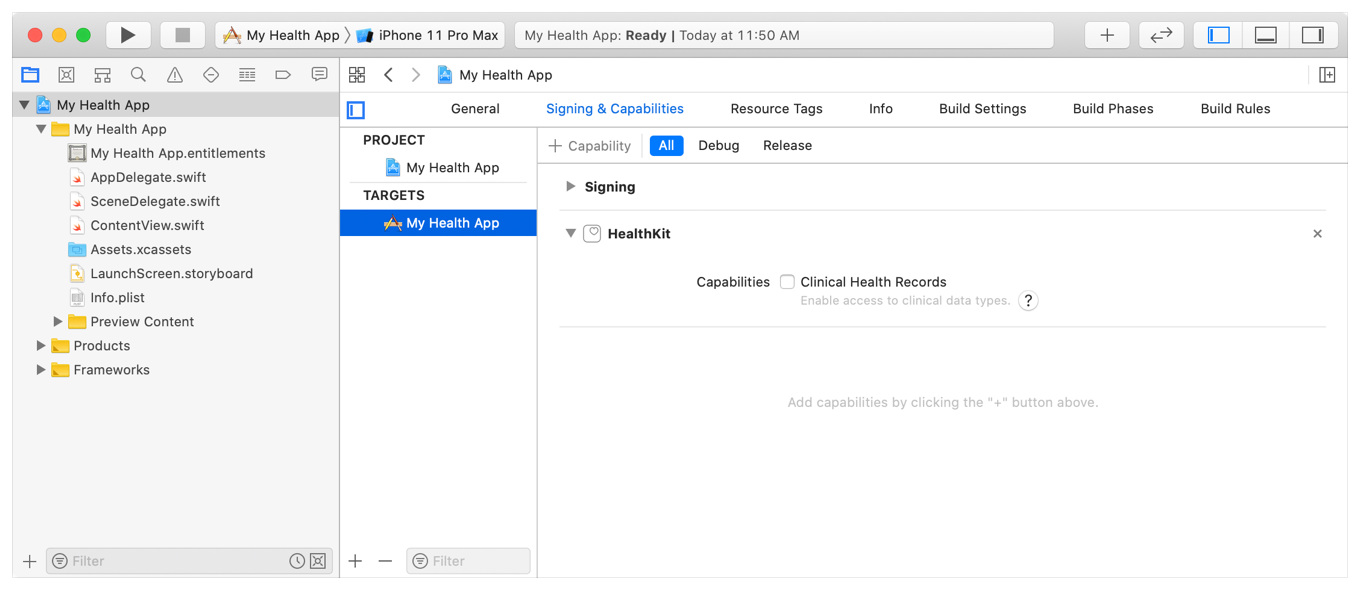 My Health App 〉 iPhone 11 Pro Max
My Health App: Ready | Today at 11:50 AM
My Health App
My Health App
My Health App
My Health App.entitlements
AppDelegate.swift
SceneDelegate.swift
ContentView.swift
Assets.xcassets
LaunchScreen.storyboard
Info.plist
Preview Content
Products
Frameworks
Filter
General Signing & Capabilities Resource Tags Info Build Settings Build Phases Build Rules
PROJECT
My Health App
TARGETS
My Health App
Filter
+ Capability All Debug Release
Signing
HealthKit
Capabilities Clinical Health Records
Enable access to clinical data types. ?
Add capabilities by clicking the "+" button above.